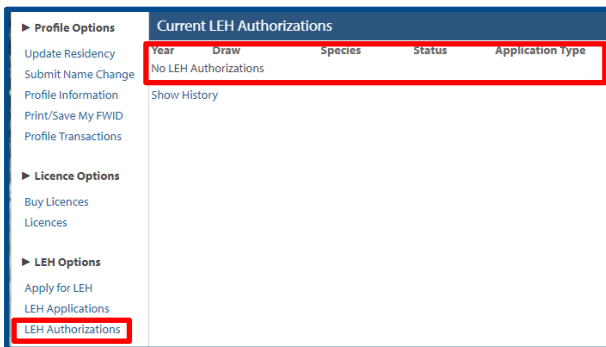 ▶ Profile Options
Update Residency
Submit Name Change
Profile Information
Print/Save My FWID
Profile Transactions
▶ Licence Options
Buy Licences
Licences
▶ LEH Options
Apply for LEH
LEH Applications
LEH Authorizations
Current LEH Authorizations
Year Draw Species Status Application Type
No LEH Authorizations
Show History